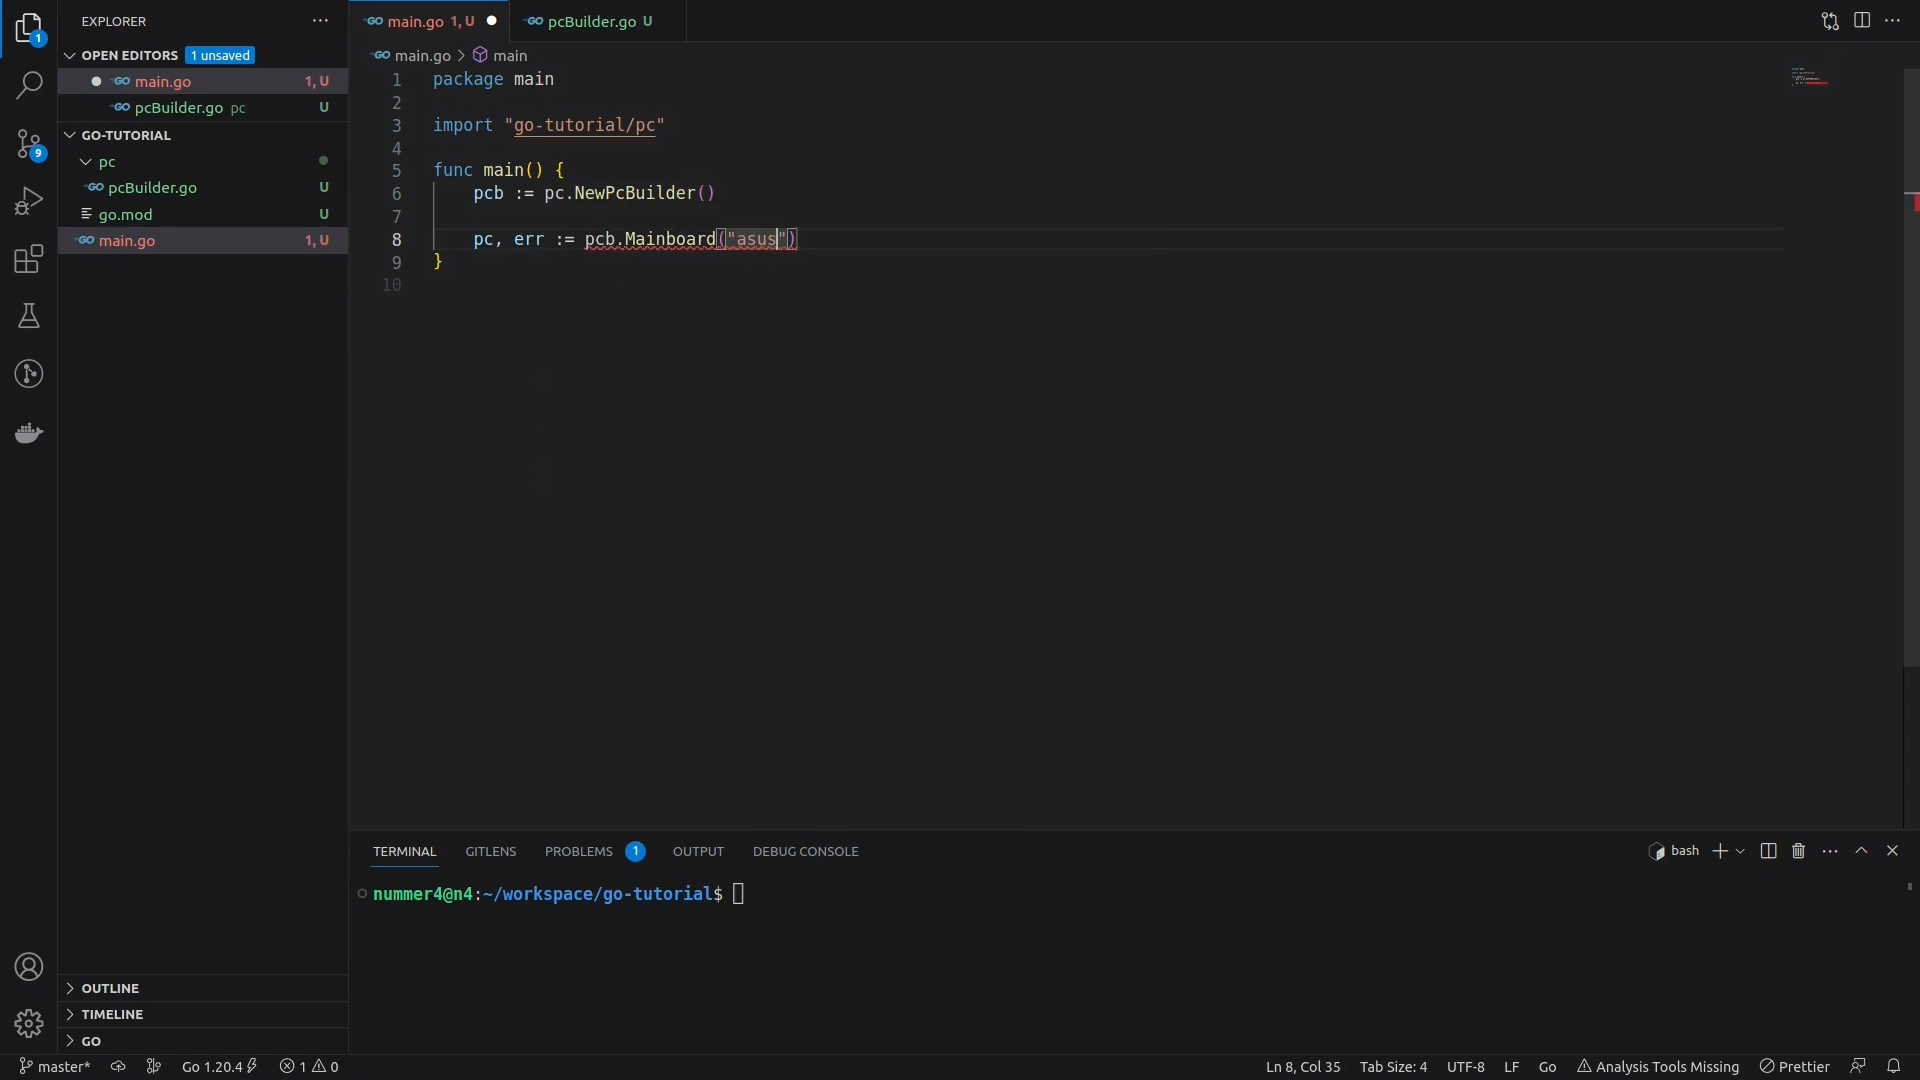 EXPLORER
OPEN EDITORS 1 unsaved
main.go 1, U
pcBuilder.go pc U
GO-TUTORIAL
pc
pcBuilder.go U
go.mod U
main.go 1, U
OUTLINE
TIMELINE
GO
1
9
main.go 1, U
pcBuilder.go U
main.go > main
1 package main
2
3 import "go-tutorial/pc"
4
5 func main() {
6 pcb := pc.NewPcBuilder()
7
8 pc, err := pcb.Mainboard("asus")
9 }
10
TERMINAL GITLENS PROBLEMS 1 OUTPUT DEBUG CONSOLE
bash
nummer4@n4:~/workspace/go-tutorial$
master* Go 1.20.4 1 0 Ln 8, Col 35 Tab Size: 4 UTF-8 LF Go Analysis Tools Missing Prettier